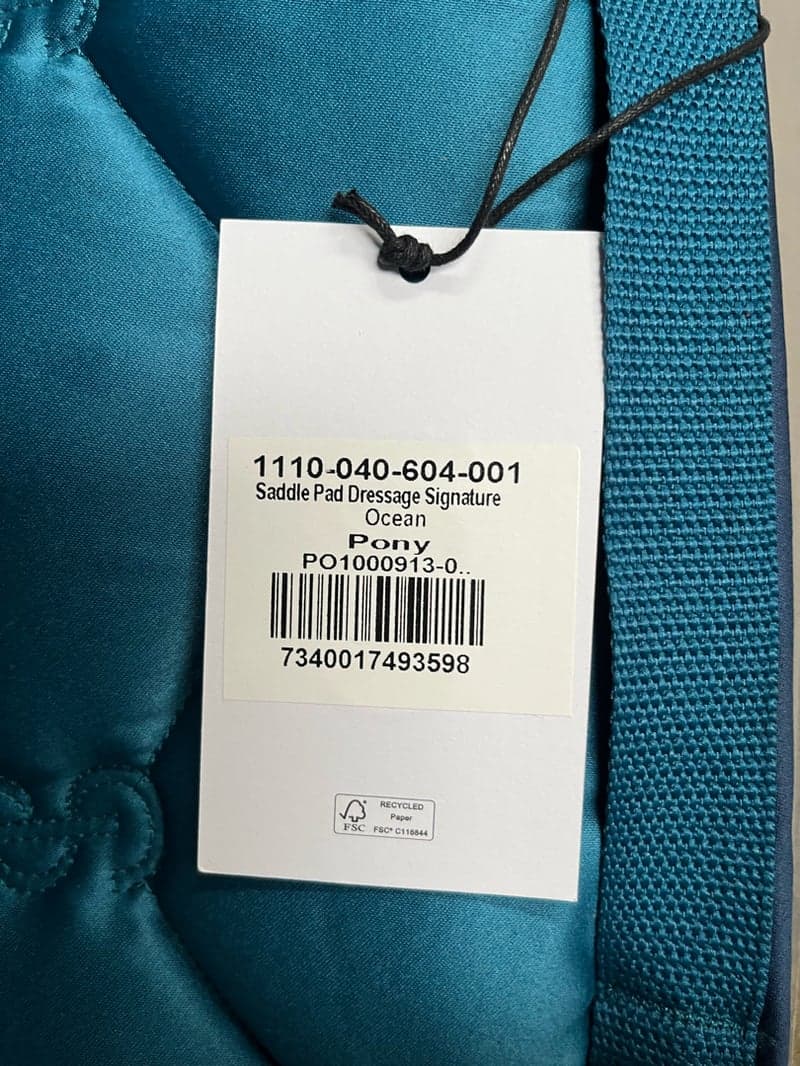 1110-040-604-001
Saddle Pad Dressage Signature
Ocean
Pony
PO1000913-0..
7340017493598
RECYCLED
Paper
FSC
FSC® C116844